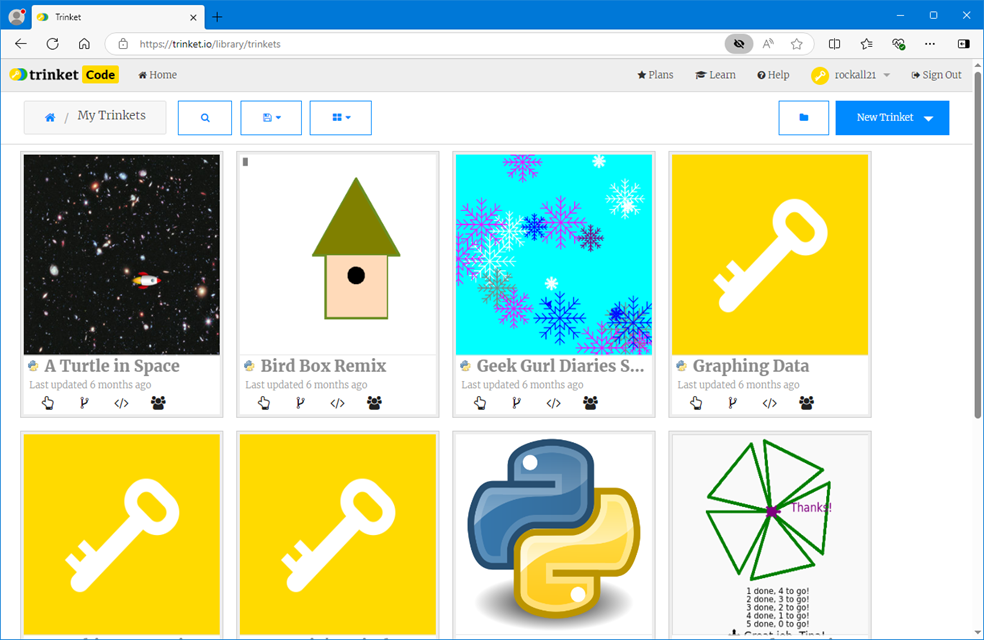 Trinket
https://trinket.io/library/trinkets
trinket Code Home Plans Learn Help rockall21 Sign Out
/ My Trinkets New Trinket
A Turtle in Space
Last updated 6 months ago
Bird Box Remix
Last updated 6 months ago
Geek Gurl Diaries S...
Last updated 6 months ago
Graphing Data
Last updated 6 months ago
Thanks!
1 done, 4 to go!
2 done, 3 to go!
3 done, 2 to go!
4 done, 1 to go!
5 done, 0 to go!